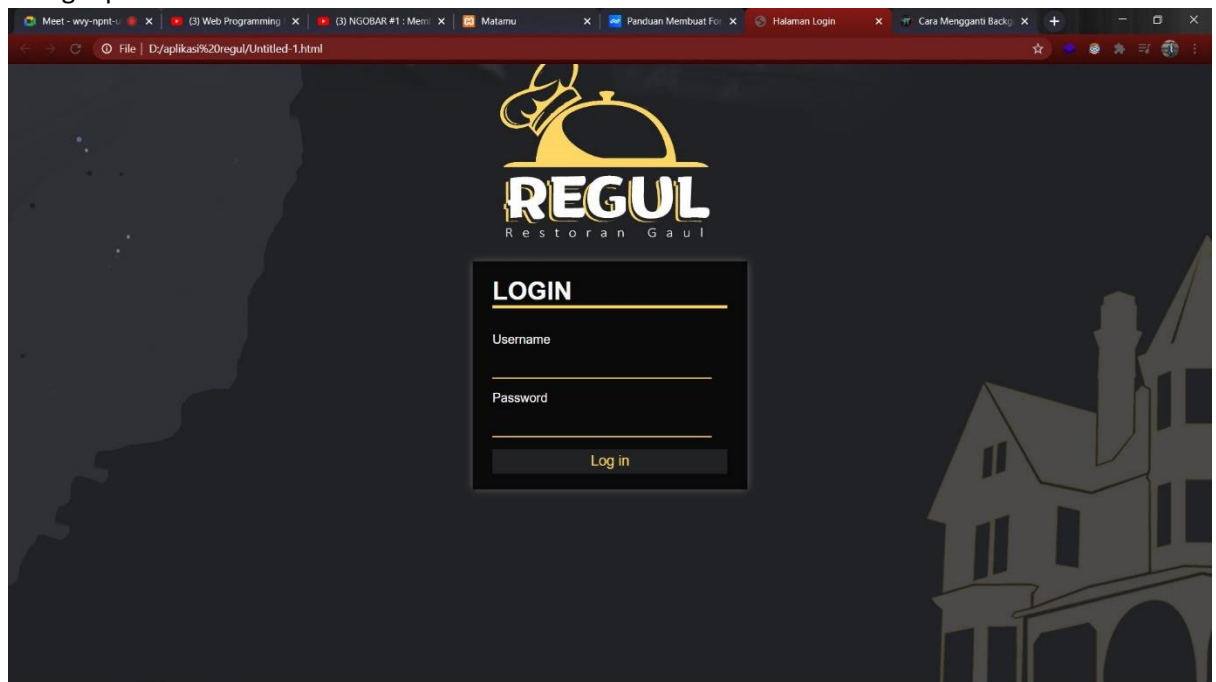 Meet - wvy-npnt-u
(3) Web Programming
(3) NGOBAR #1 : Mem
Matamu
Panduan Membuat For
Halaman Login
Cara Mengganti Backg
File | D:/aplikasi%20regul/Untitled-1.html
REGUL
Restoran Gaul
LOGIN
Username
Password
Log in